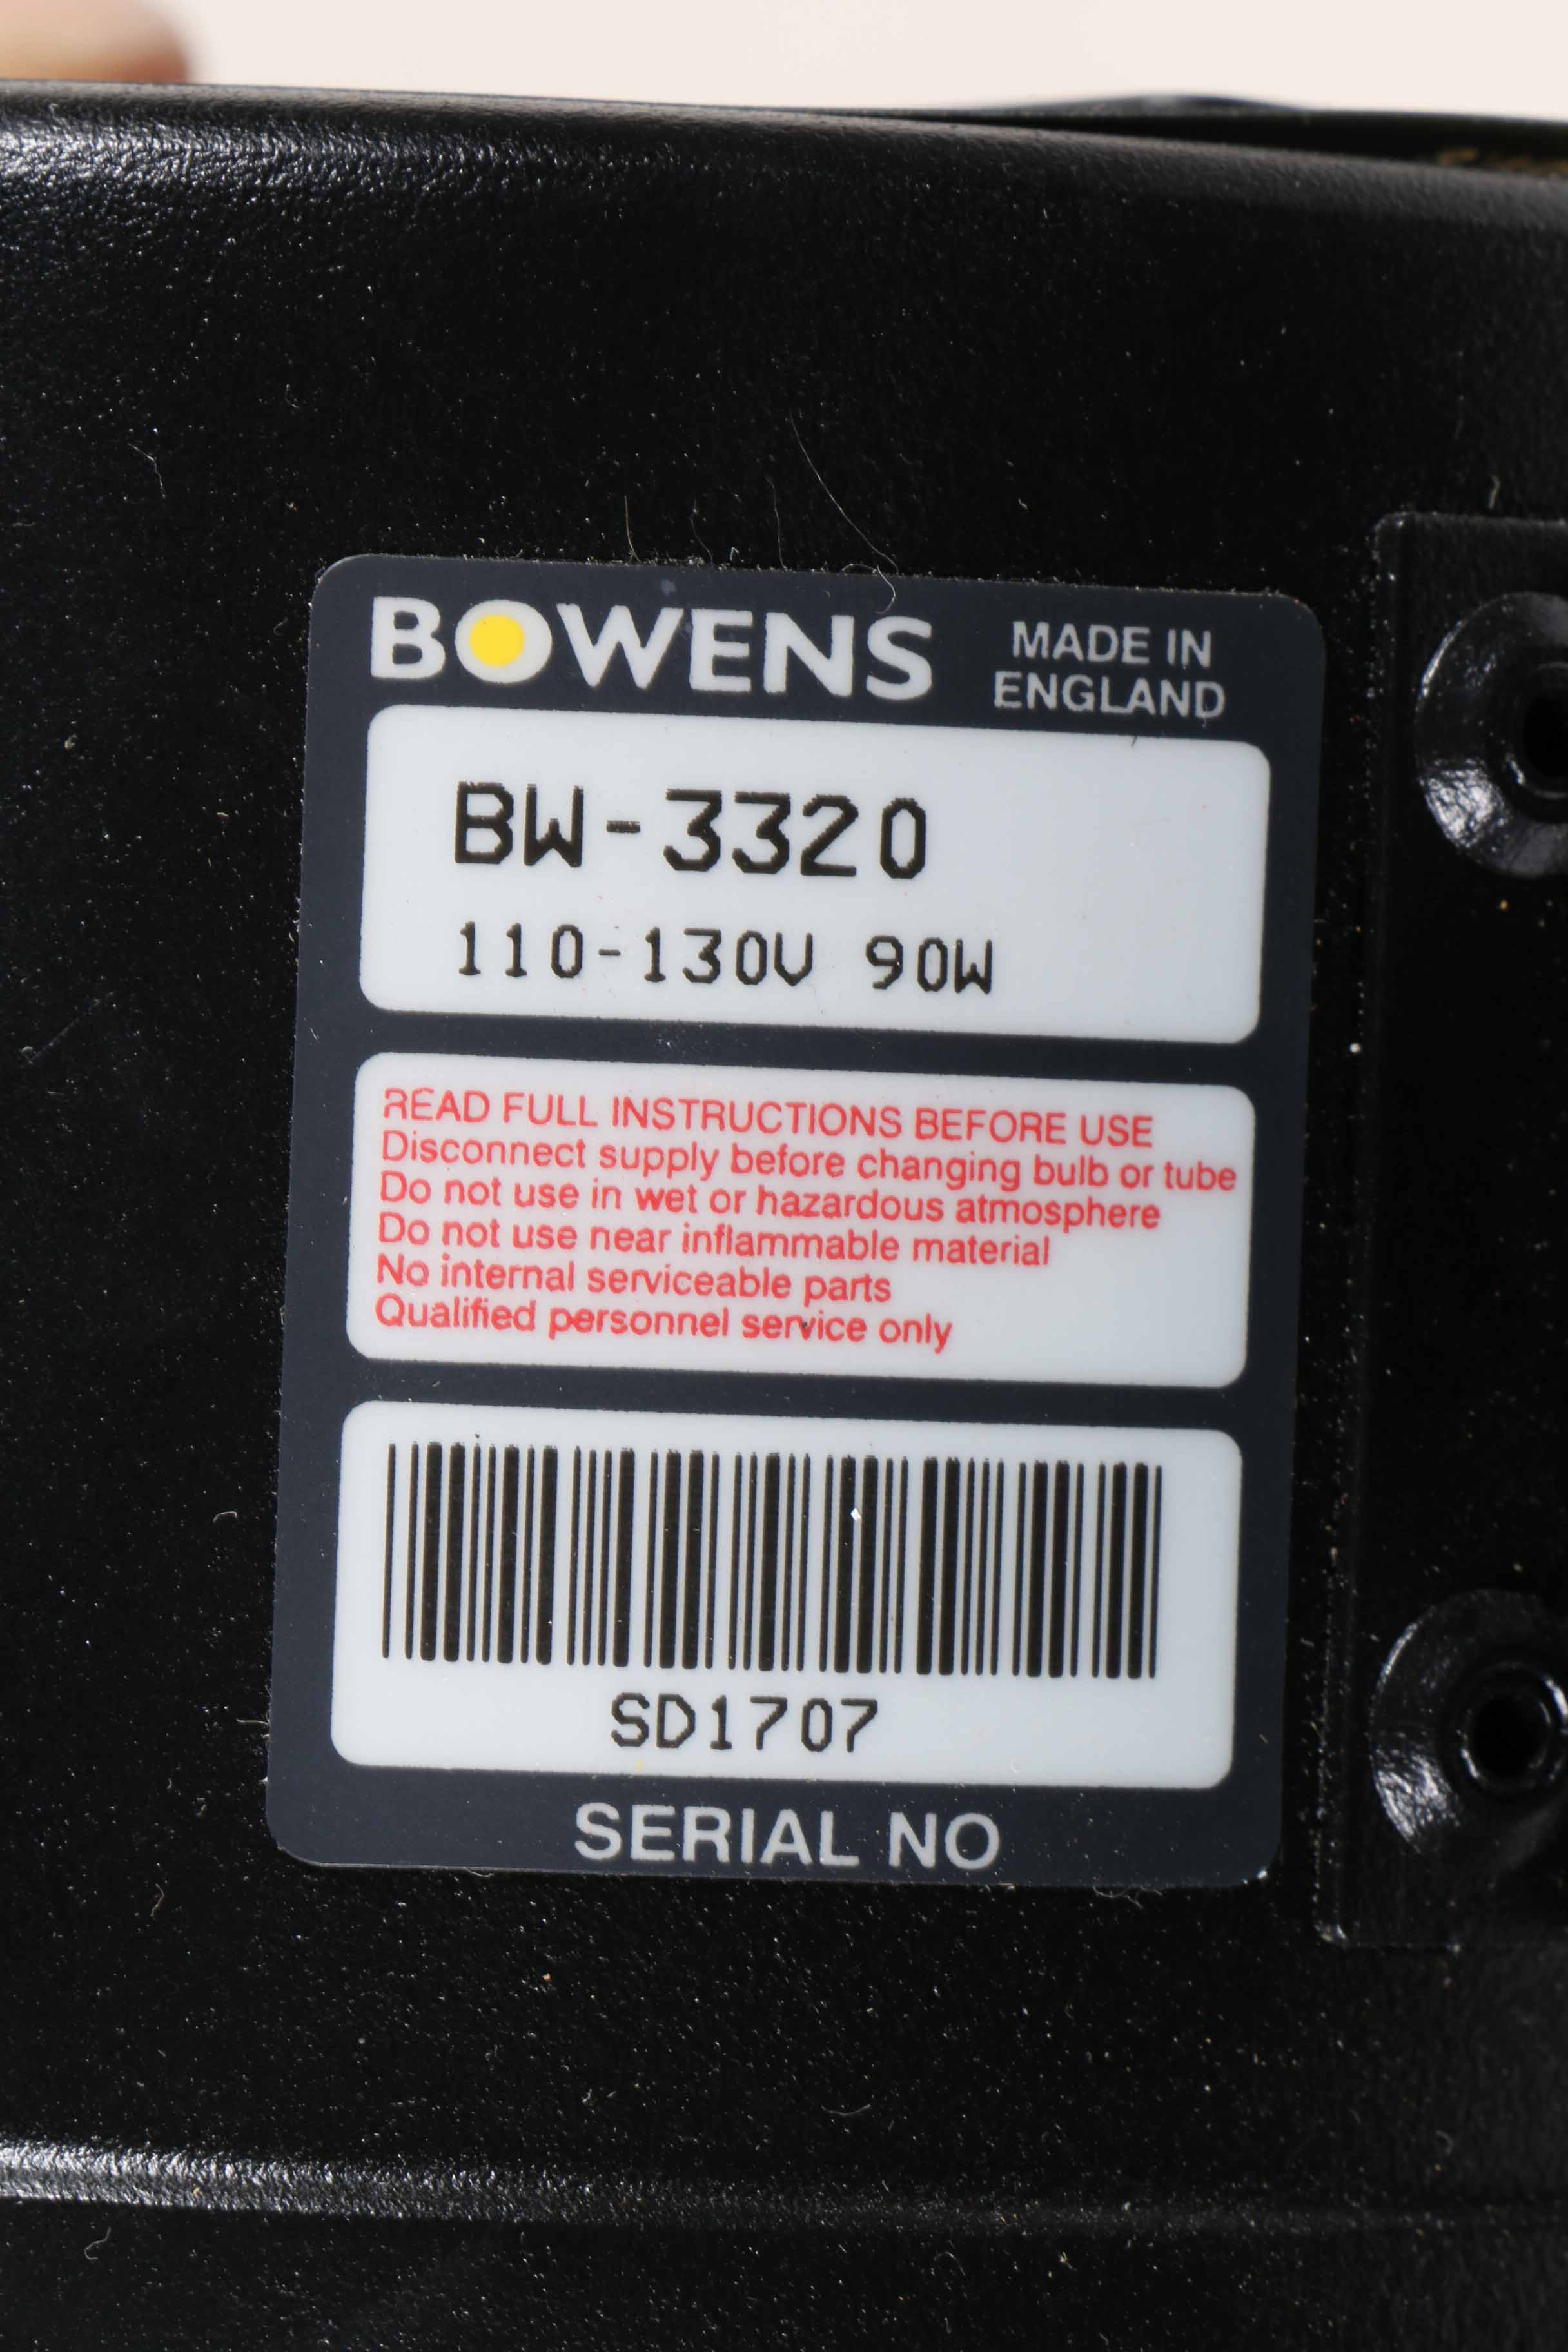 BOWENS
MADE IN
ENGLAND
BW-3320
110-130V 90W
READ FULL INSTRUCTIONS BEFORE USE
Disconnect supply before changing bulb or tube
Do not use in wet or hazardous atmosphere
Do not use near inflammable material
No internal serviceable parts
Qualified personnel service only
SD1707
SERIAL NO